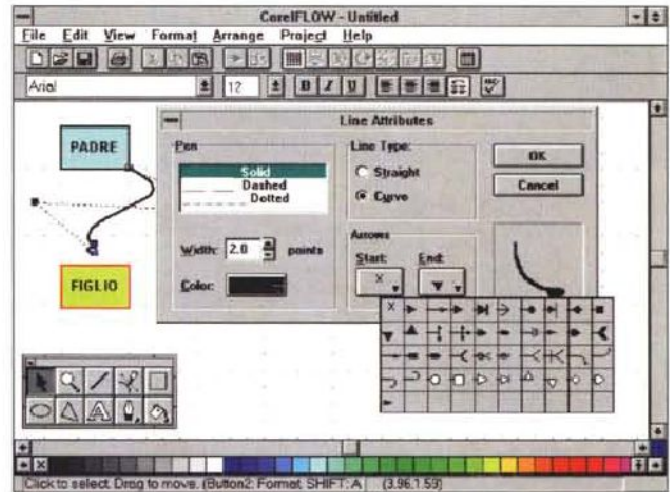 CorelFLOW - Untitled
File Edit View Format Arrange Project Help
Arial 12 B I U
PADRE
FIGLIO
Line Attributes
Pen
Solid
Dashed
Dotted
Width: 2.0 points
Color:
Line Type:
Straight
Curve
Arrows
Start: End:
OK
Cancel
Click to select; Drag to move. (Button2: Format; SHIFT: A (3.96,1.59)